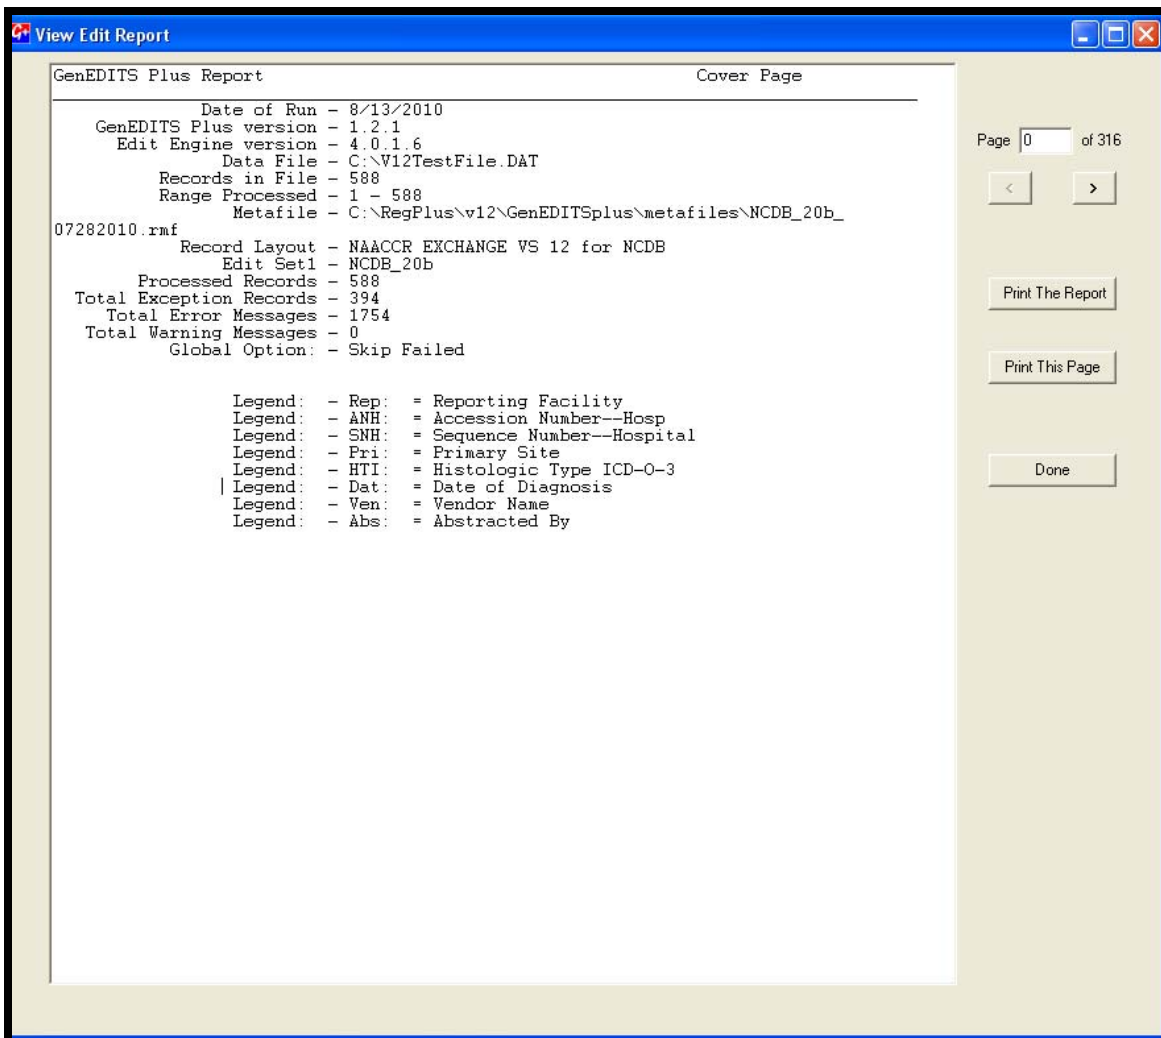 View Edit Report
GenEDITS Plus Report Cover Page
Date of Run - 8/13/2010
GenEDITS Plus version - 1.2.1
Edit Engine version - 4.0.1.6
Data File - C:\V12TestFile.DAT
Records in File - 588
Range Processed - 1 - 588
Metafile - C:\RegPlus\v12\GenEDITSplus\metafiles\NCDB_20b_
07282010.rmf
Record Layout - NAACCR EXCHANGE VS 12 for NCDB
Edit Set1 - NCDB_20b
Processed Records - 588
Total Exception Records - 394
Total Error Messages - 1754
Total Warning Messages - 0
Global Option: - Skip Failed
Legend: - Rep: = Reporting Facility
Legend: - ANH: = Accession Number--Hosp
Legend: - SNH: = Sequence Number--Hospital
Legend: - Pri: = Primary Site
Legend: - HTI: = Histologic Type ICD-O-3
Legend: - Dat: = Date of Diagnosis
Legend: - Ven: = Vendor Name
Legend: - Abs: = Abstracted By
Page 0 of 316
< >
Print The Report
Print This Page
Done